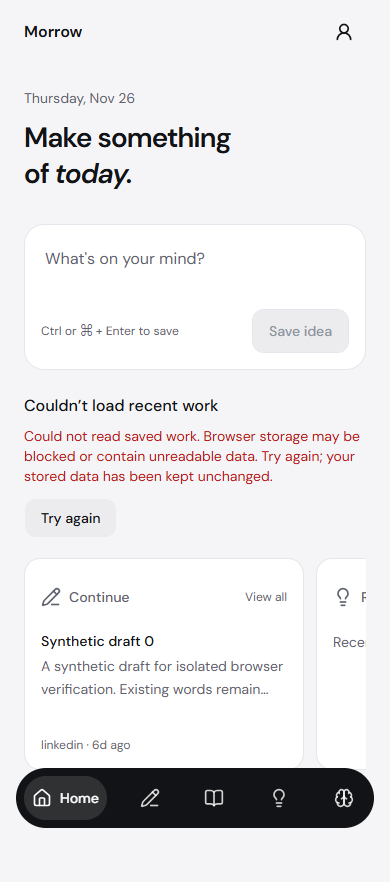 Morrow
Thursday, Nov 26
Make something
of today.
What's on your mind?
Ctrl or ⌘ + Enter to save
Save idea
Couldn’t load recent work
Could not read saved work. Browser storage may be
blocked or contain unreadable data. Try again; your
stored data has been kept unchanged.
Try again
Continue
View all
Synthetic draft 0
A synthetic draft for isolated browser
verification. Existing words remain…
linkedin · 6d ago
Home